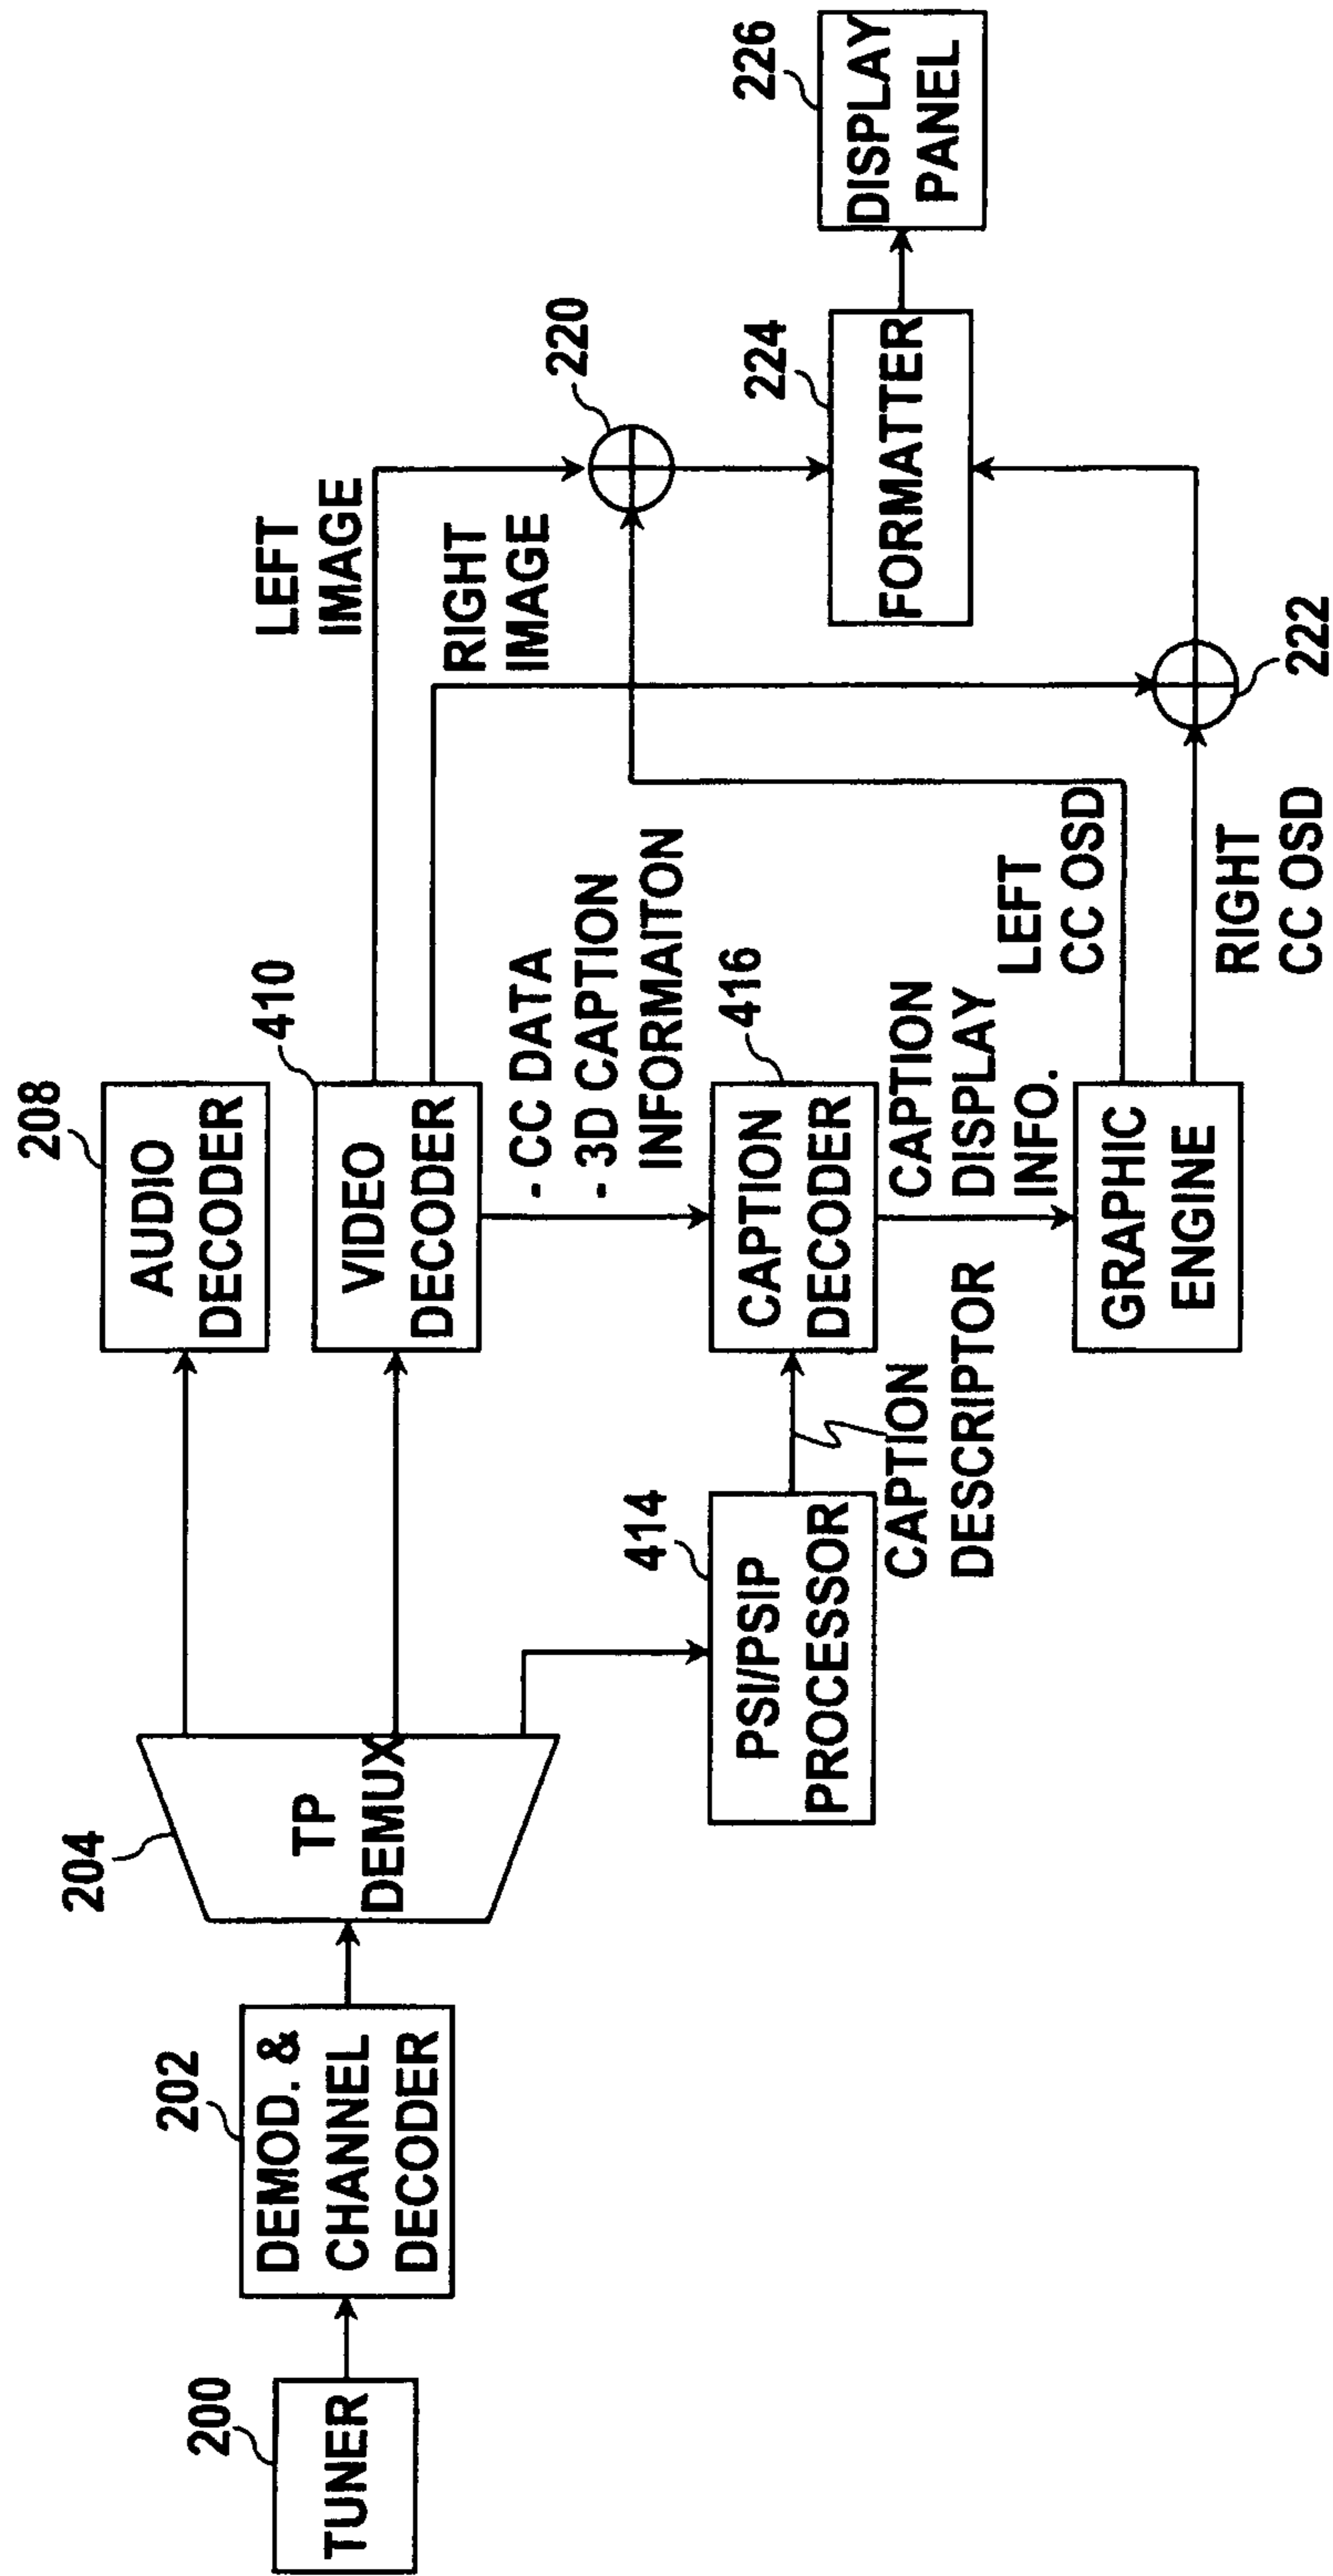 200
TUNER
202
DEMOD. &
CHANNEL
DECODER
204
TP
DEMUX
208
AUDIO
DECODER
410
VIDEO
DECODER
LEFT
IMAGE
RIGHT
IMAGE
- CC DATA
- 3D CAPTION
INFORMAITON
414
PSI/PSIP
PROCESSOR
CAPTION
DESCRIPTOR
416
CAPTION
DECODER
CAPTION
DISPLAY
INFO.
GRAPHIC
ENGINE
LEFT
CC OSD
RIGHT
CC OSD
220
222
224
FORMATTER
226
DISPLAY
PANEL